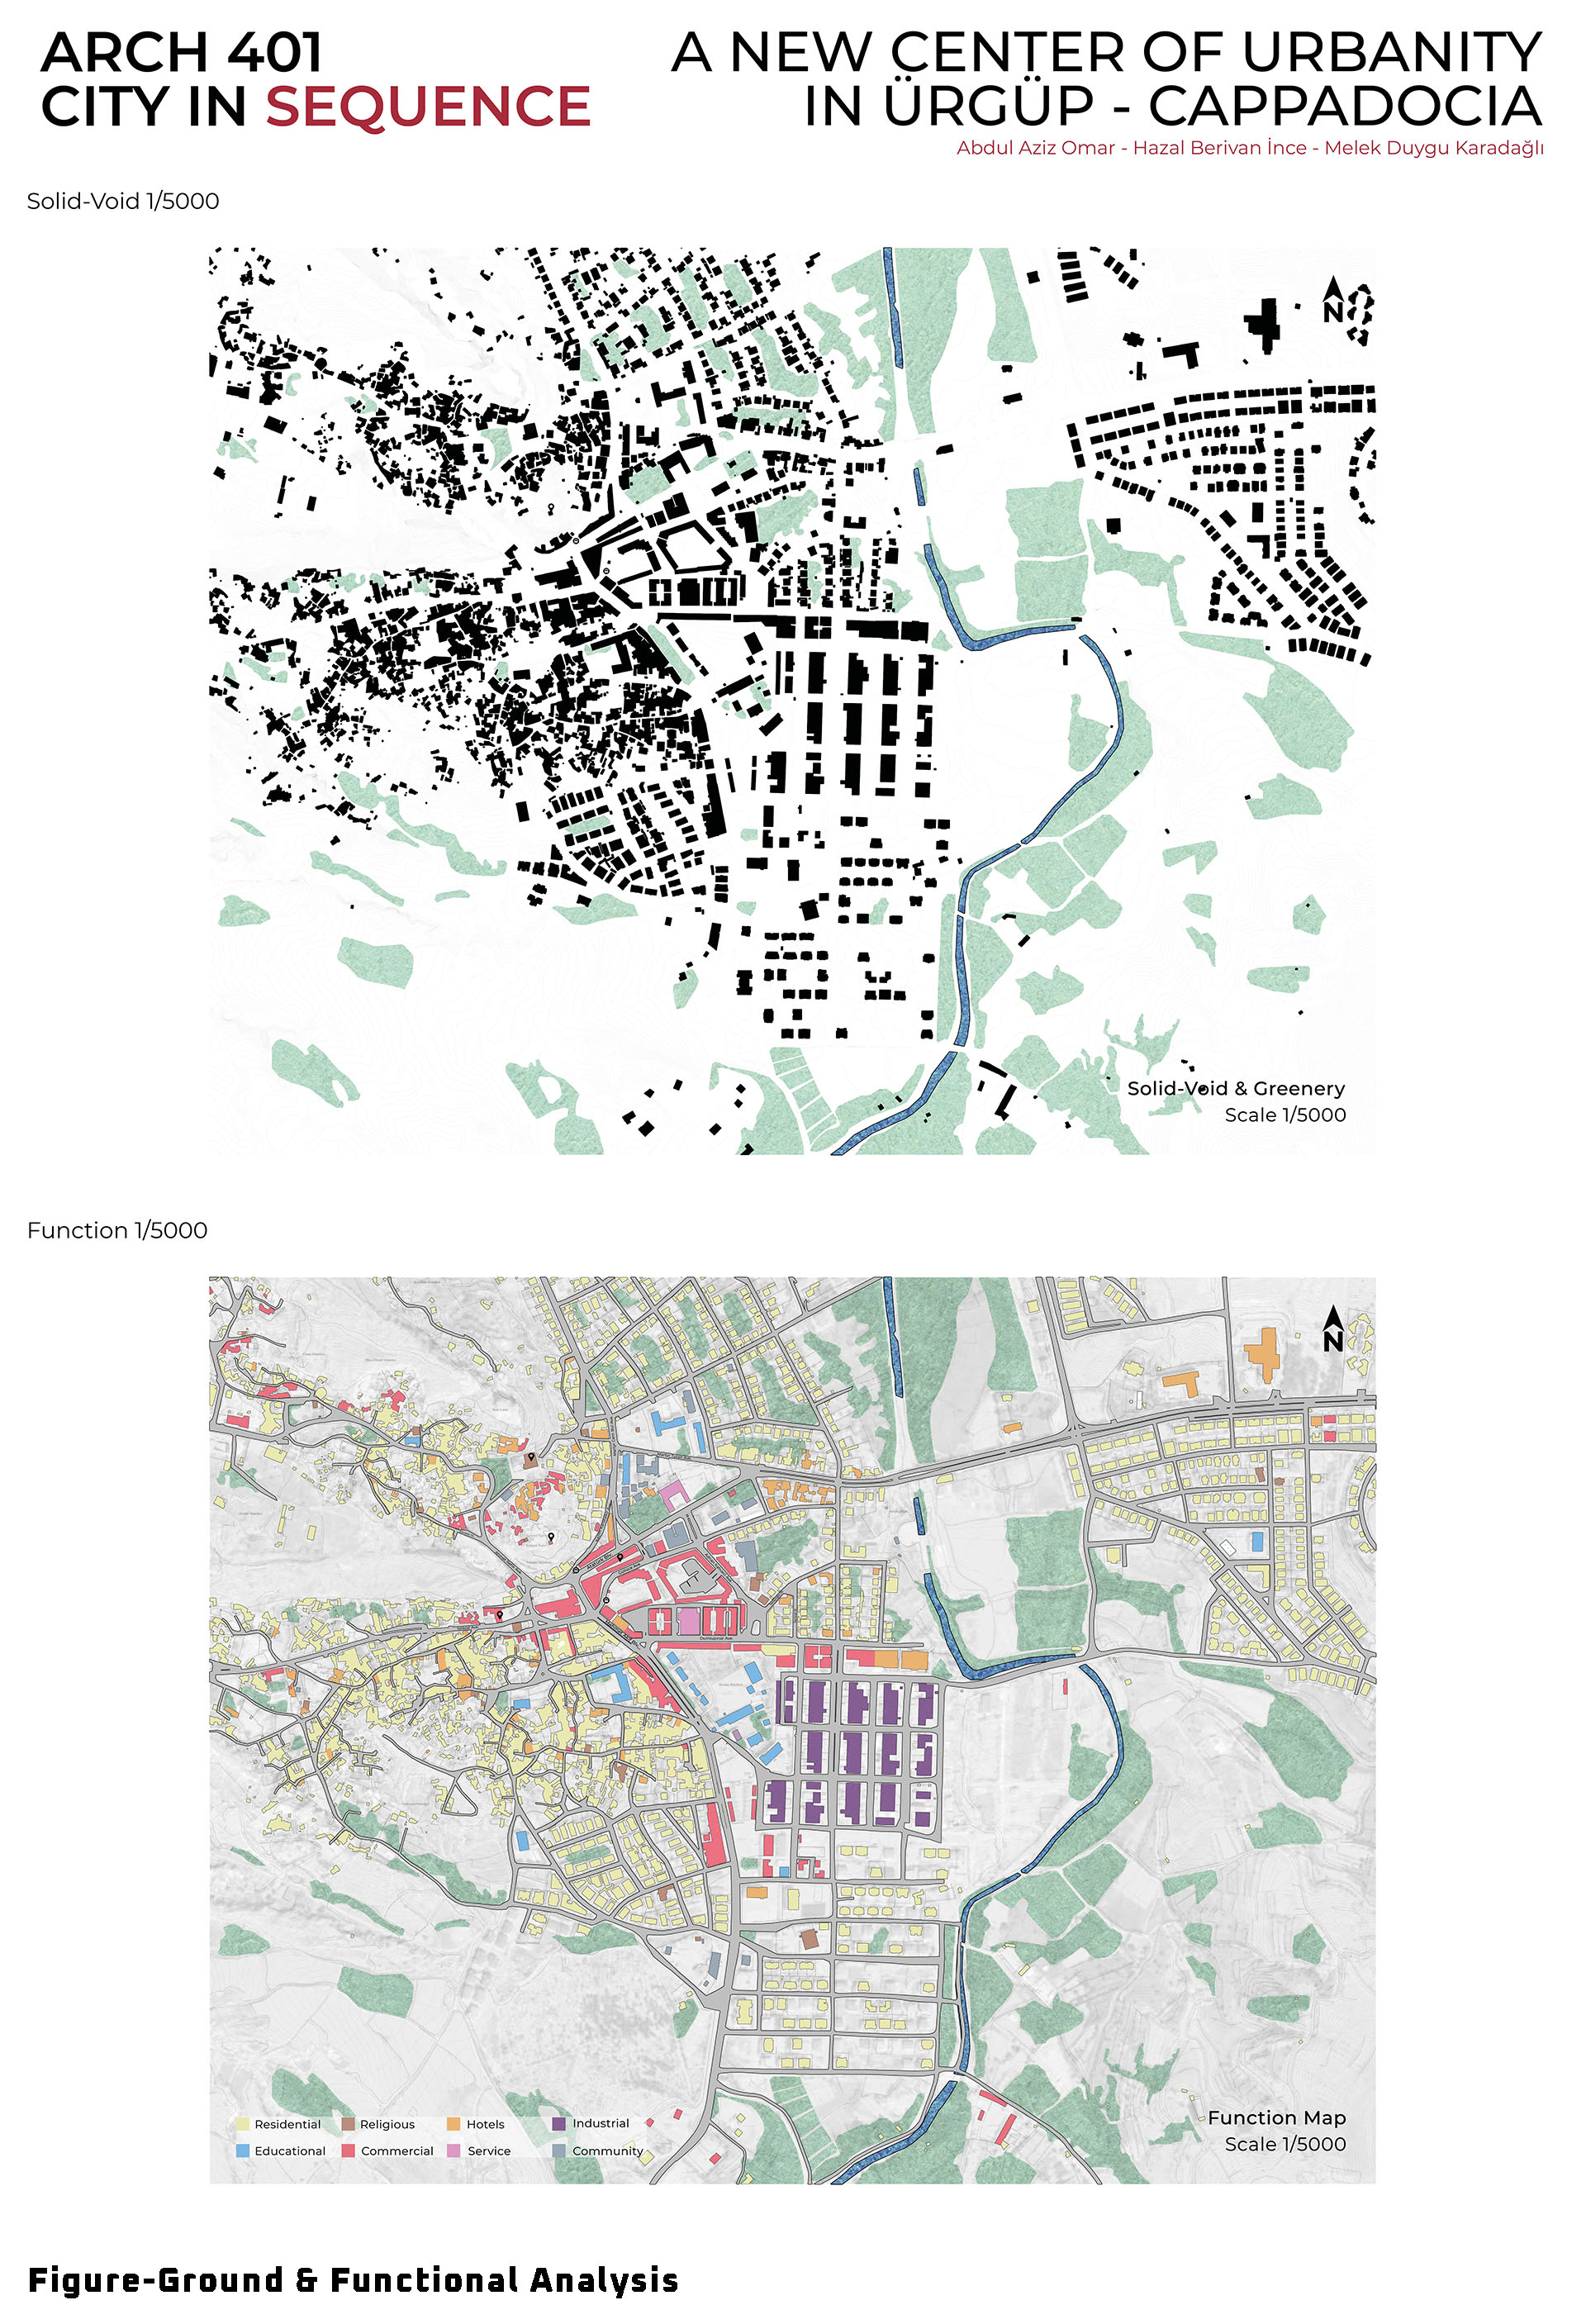 ARCH 401
CITY IN SEQUENCE
A NEW CENTER OF URBANITY
IN ÜRGÜP - CAPPADOCIA
Abdul Aziz Omar - Hazal Berivan İnce - Melek Duygu Karadağlı
Solid-Void 1/5000
N
Solid-Void & Greenery
Scale 1/5000
Function 1/5000
N
Dumlupınar Ave
Residential
Religious
Hotels
Industrial
Educational
Commercial
Service
Community
Function Map
Scale 1/5000
Figure-Ground & Functional Analysis